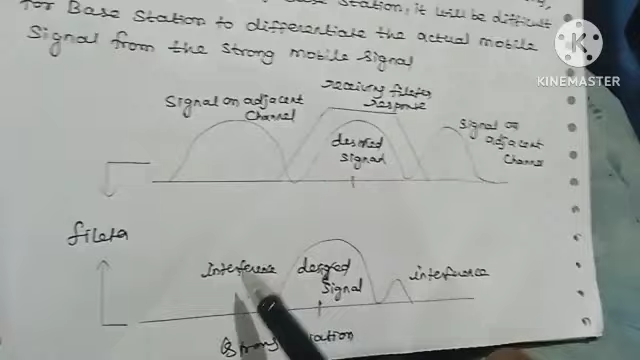 for Base Station to differentiate the actual mobile
Signal from the strong mobile signal
KINEMASTER
receiving filter
response
Signal on adjacent
channel
desired
signal
signal on
adjacent
channel
filter
interference
desired
signal
interference